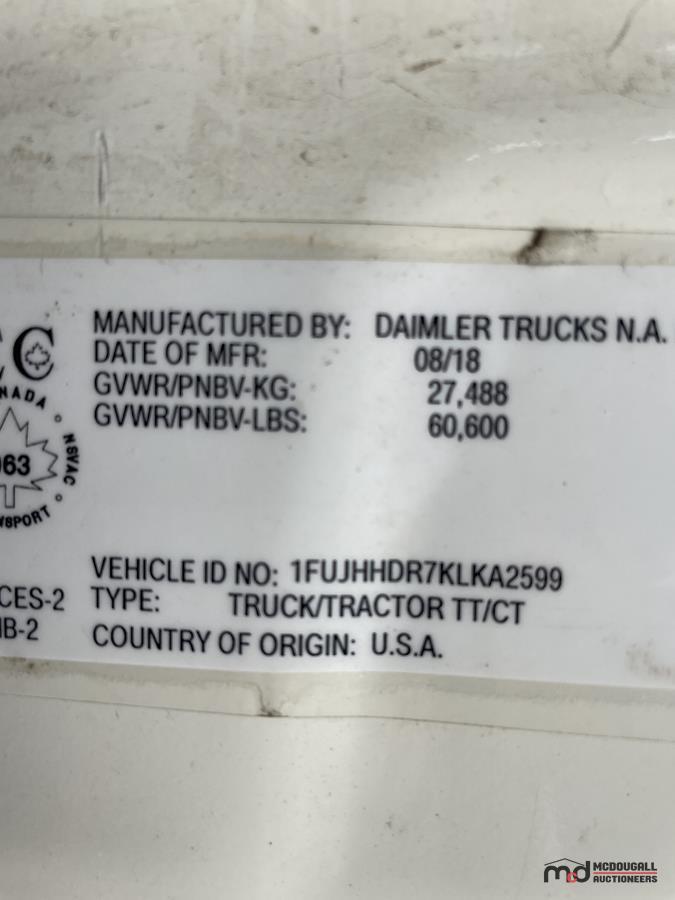 MANUFACTURED BY: DAIMLER TRUCKS N.A.
DATE OF MFR: 08/18
GVWR/PNBV-KG: 27,488
GVWR/PNBV-LBS: 60,600
C
NADA
NSVAC
063
NSPORT
VEHICLE ID NO: 1FUJHHDR7KLKA2599
CES-2 TYPE: TRUCK/TRACTOR TT/CT
B-2 COUNTRY OF ORIGIN: U.S.A.
md MCDOUGALL
AUCTIONEERS